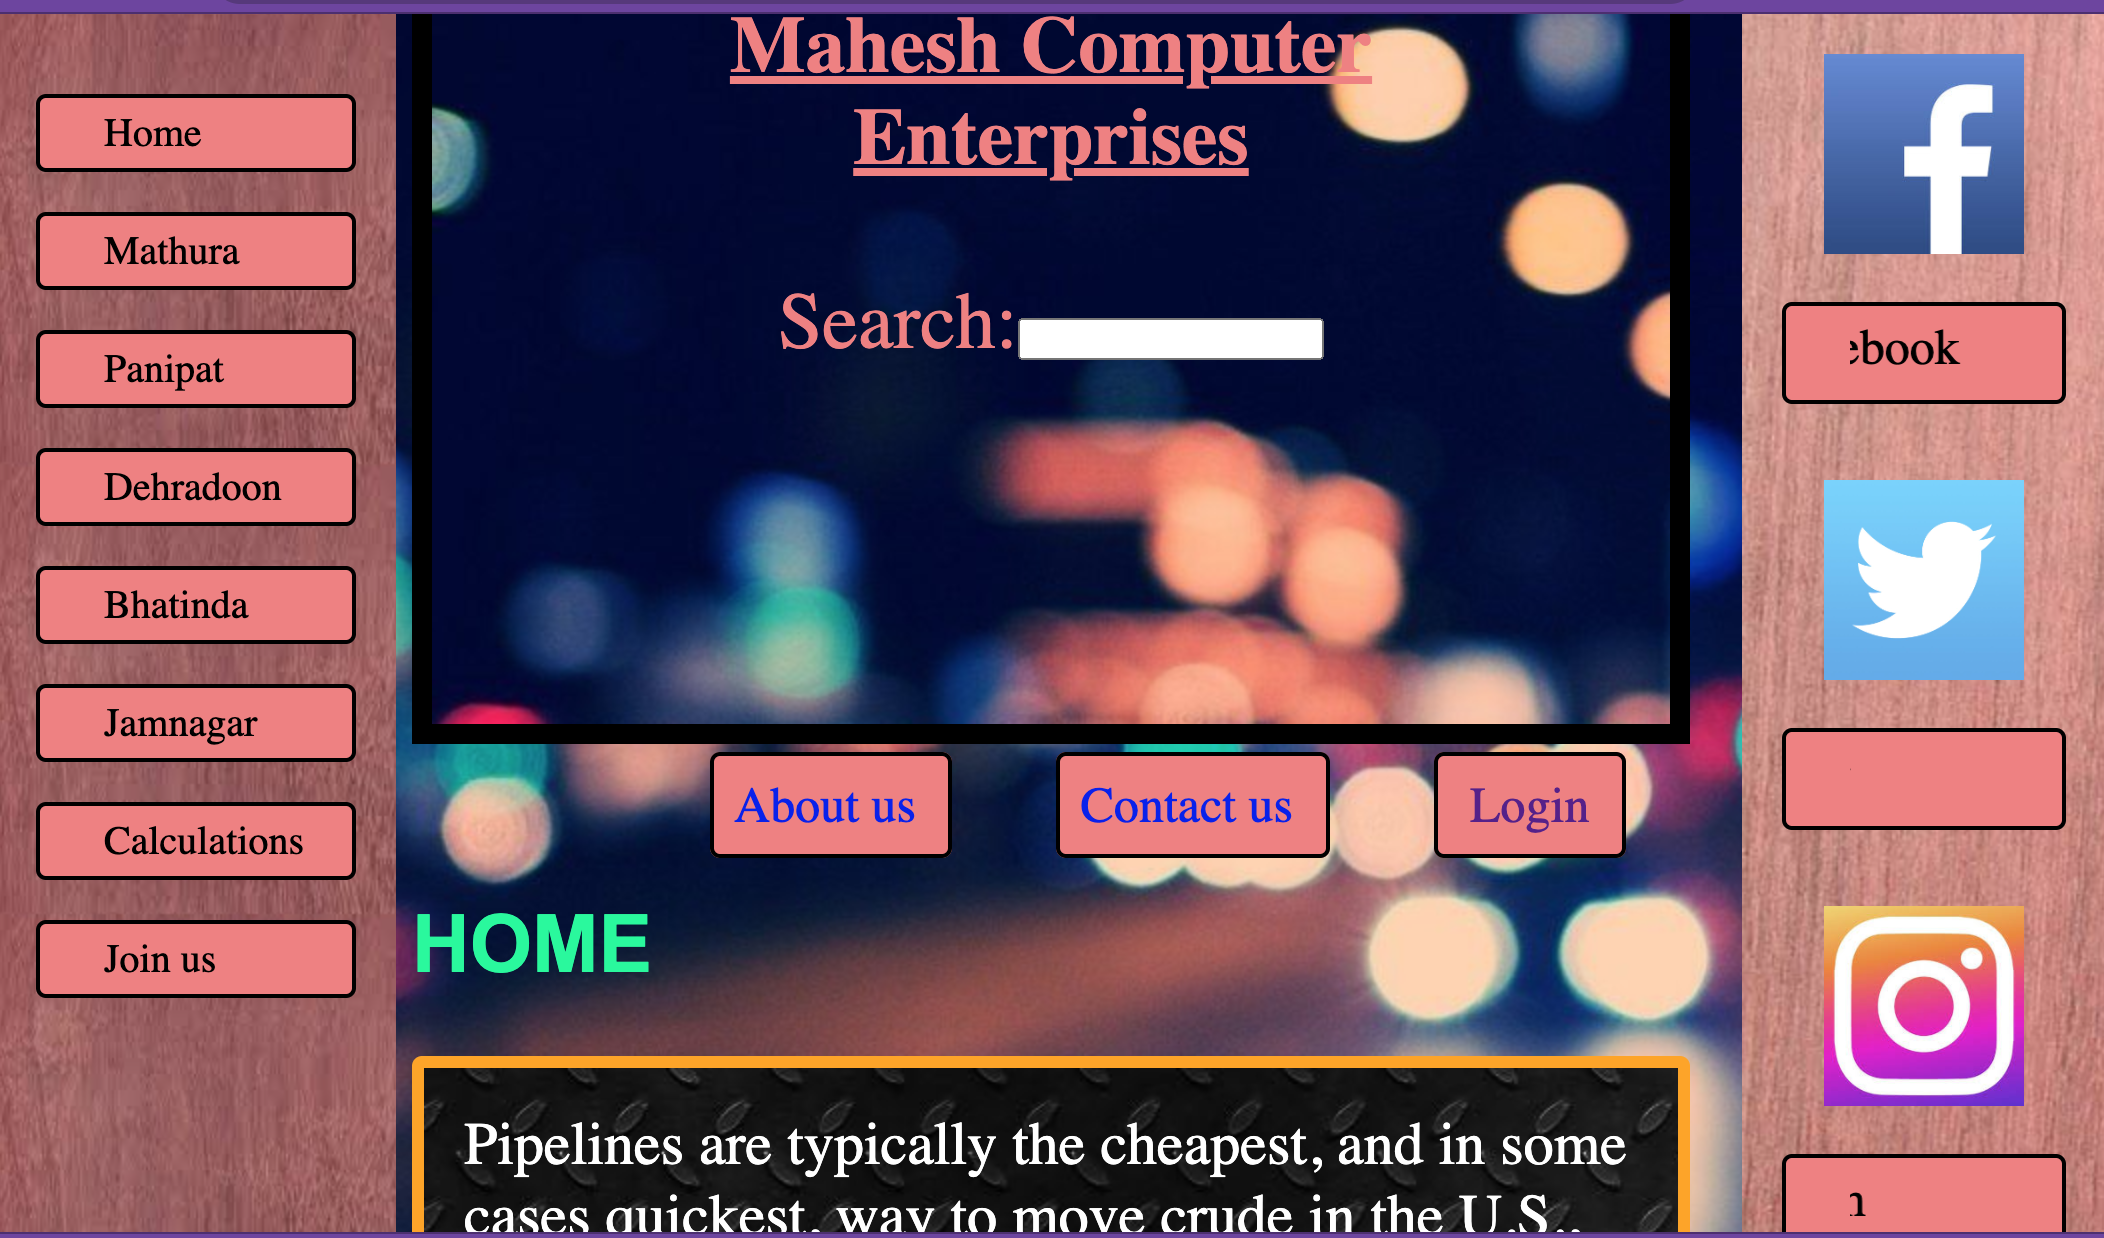 Home
Mathura
Panipat
Dehradoon
Bhatinda
Jamnagar
Calculations
Join us
Mahesh Computer
Enterprises
Search:
About us
Contact us
Login
HOME
Pipelines are typically the cheapest, and in some
cases quickest, way to move crude in the U.S.,
ebook
n